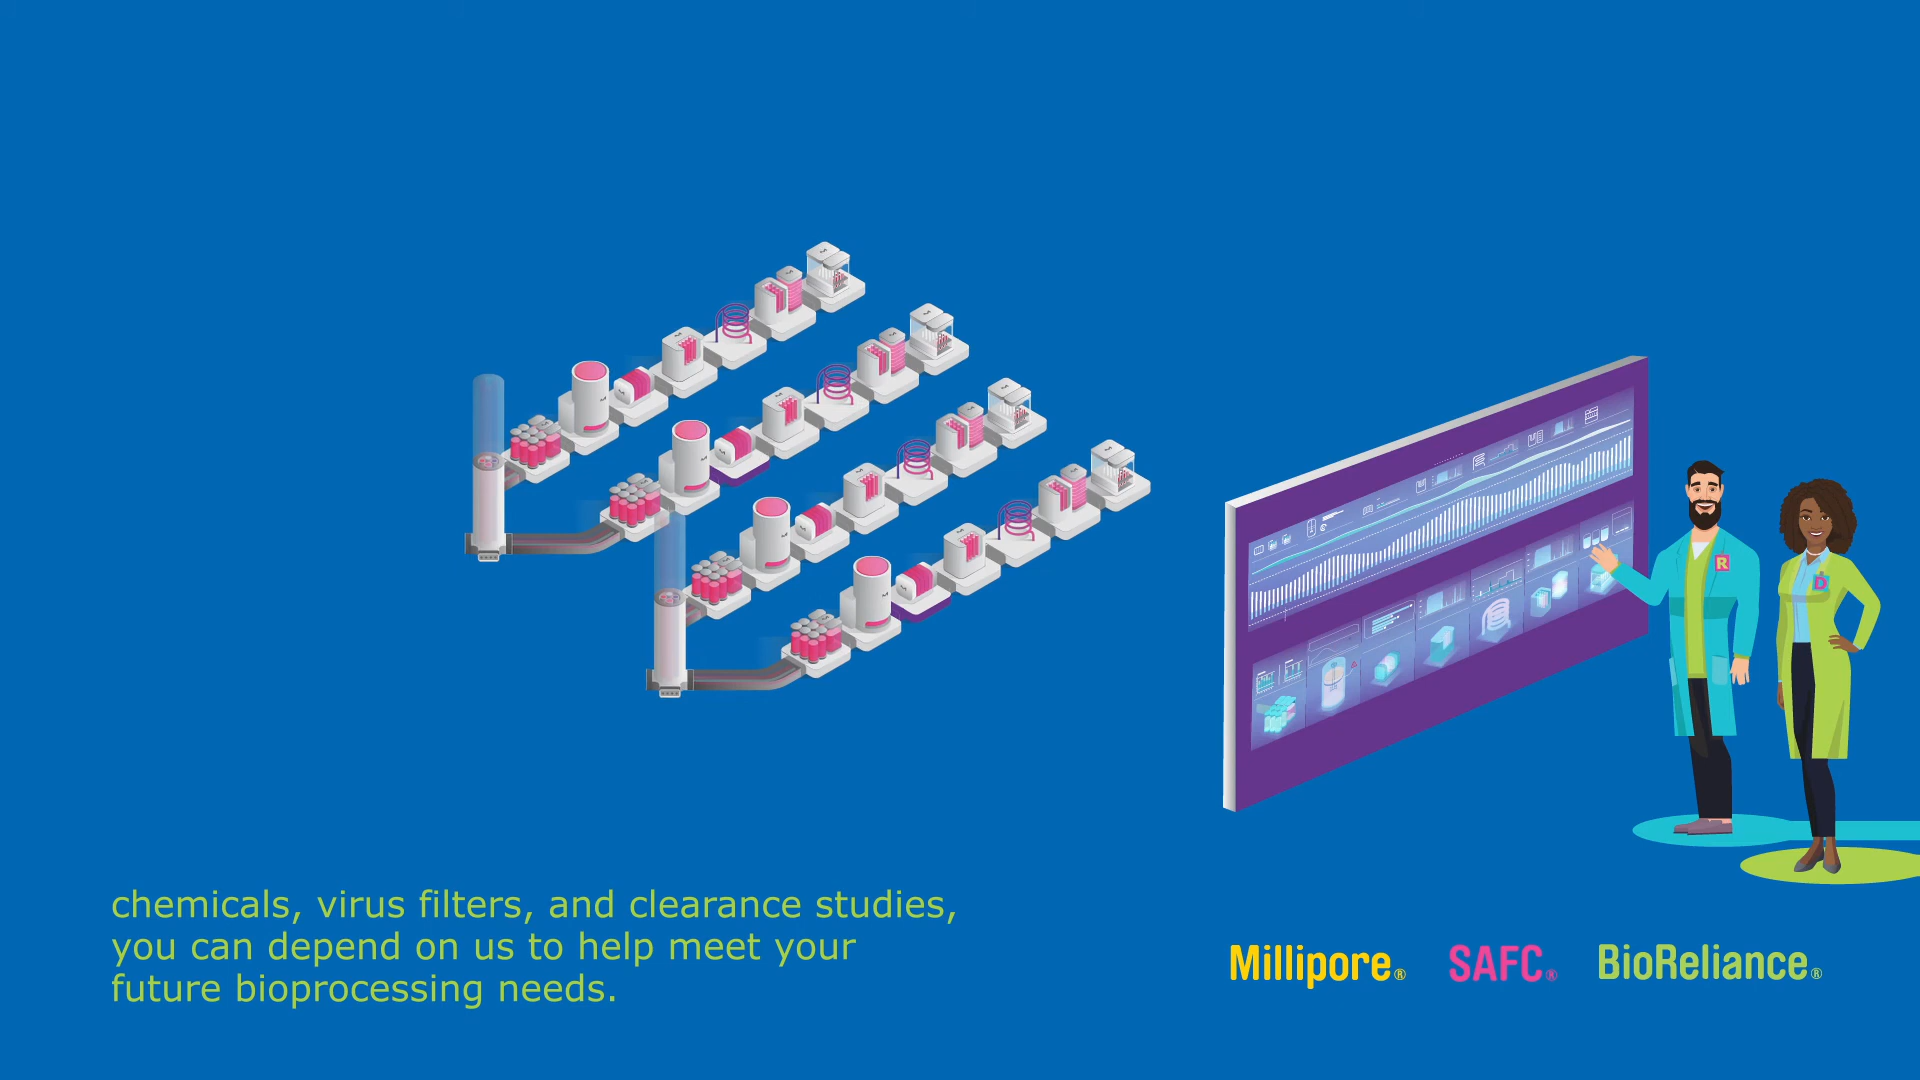 R
D
chemicals, virus filters, and clearance studies,
you can depend on us to help meet your
future bioprocessing needs.
Millipore® SAFC® BioReliance®